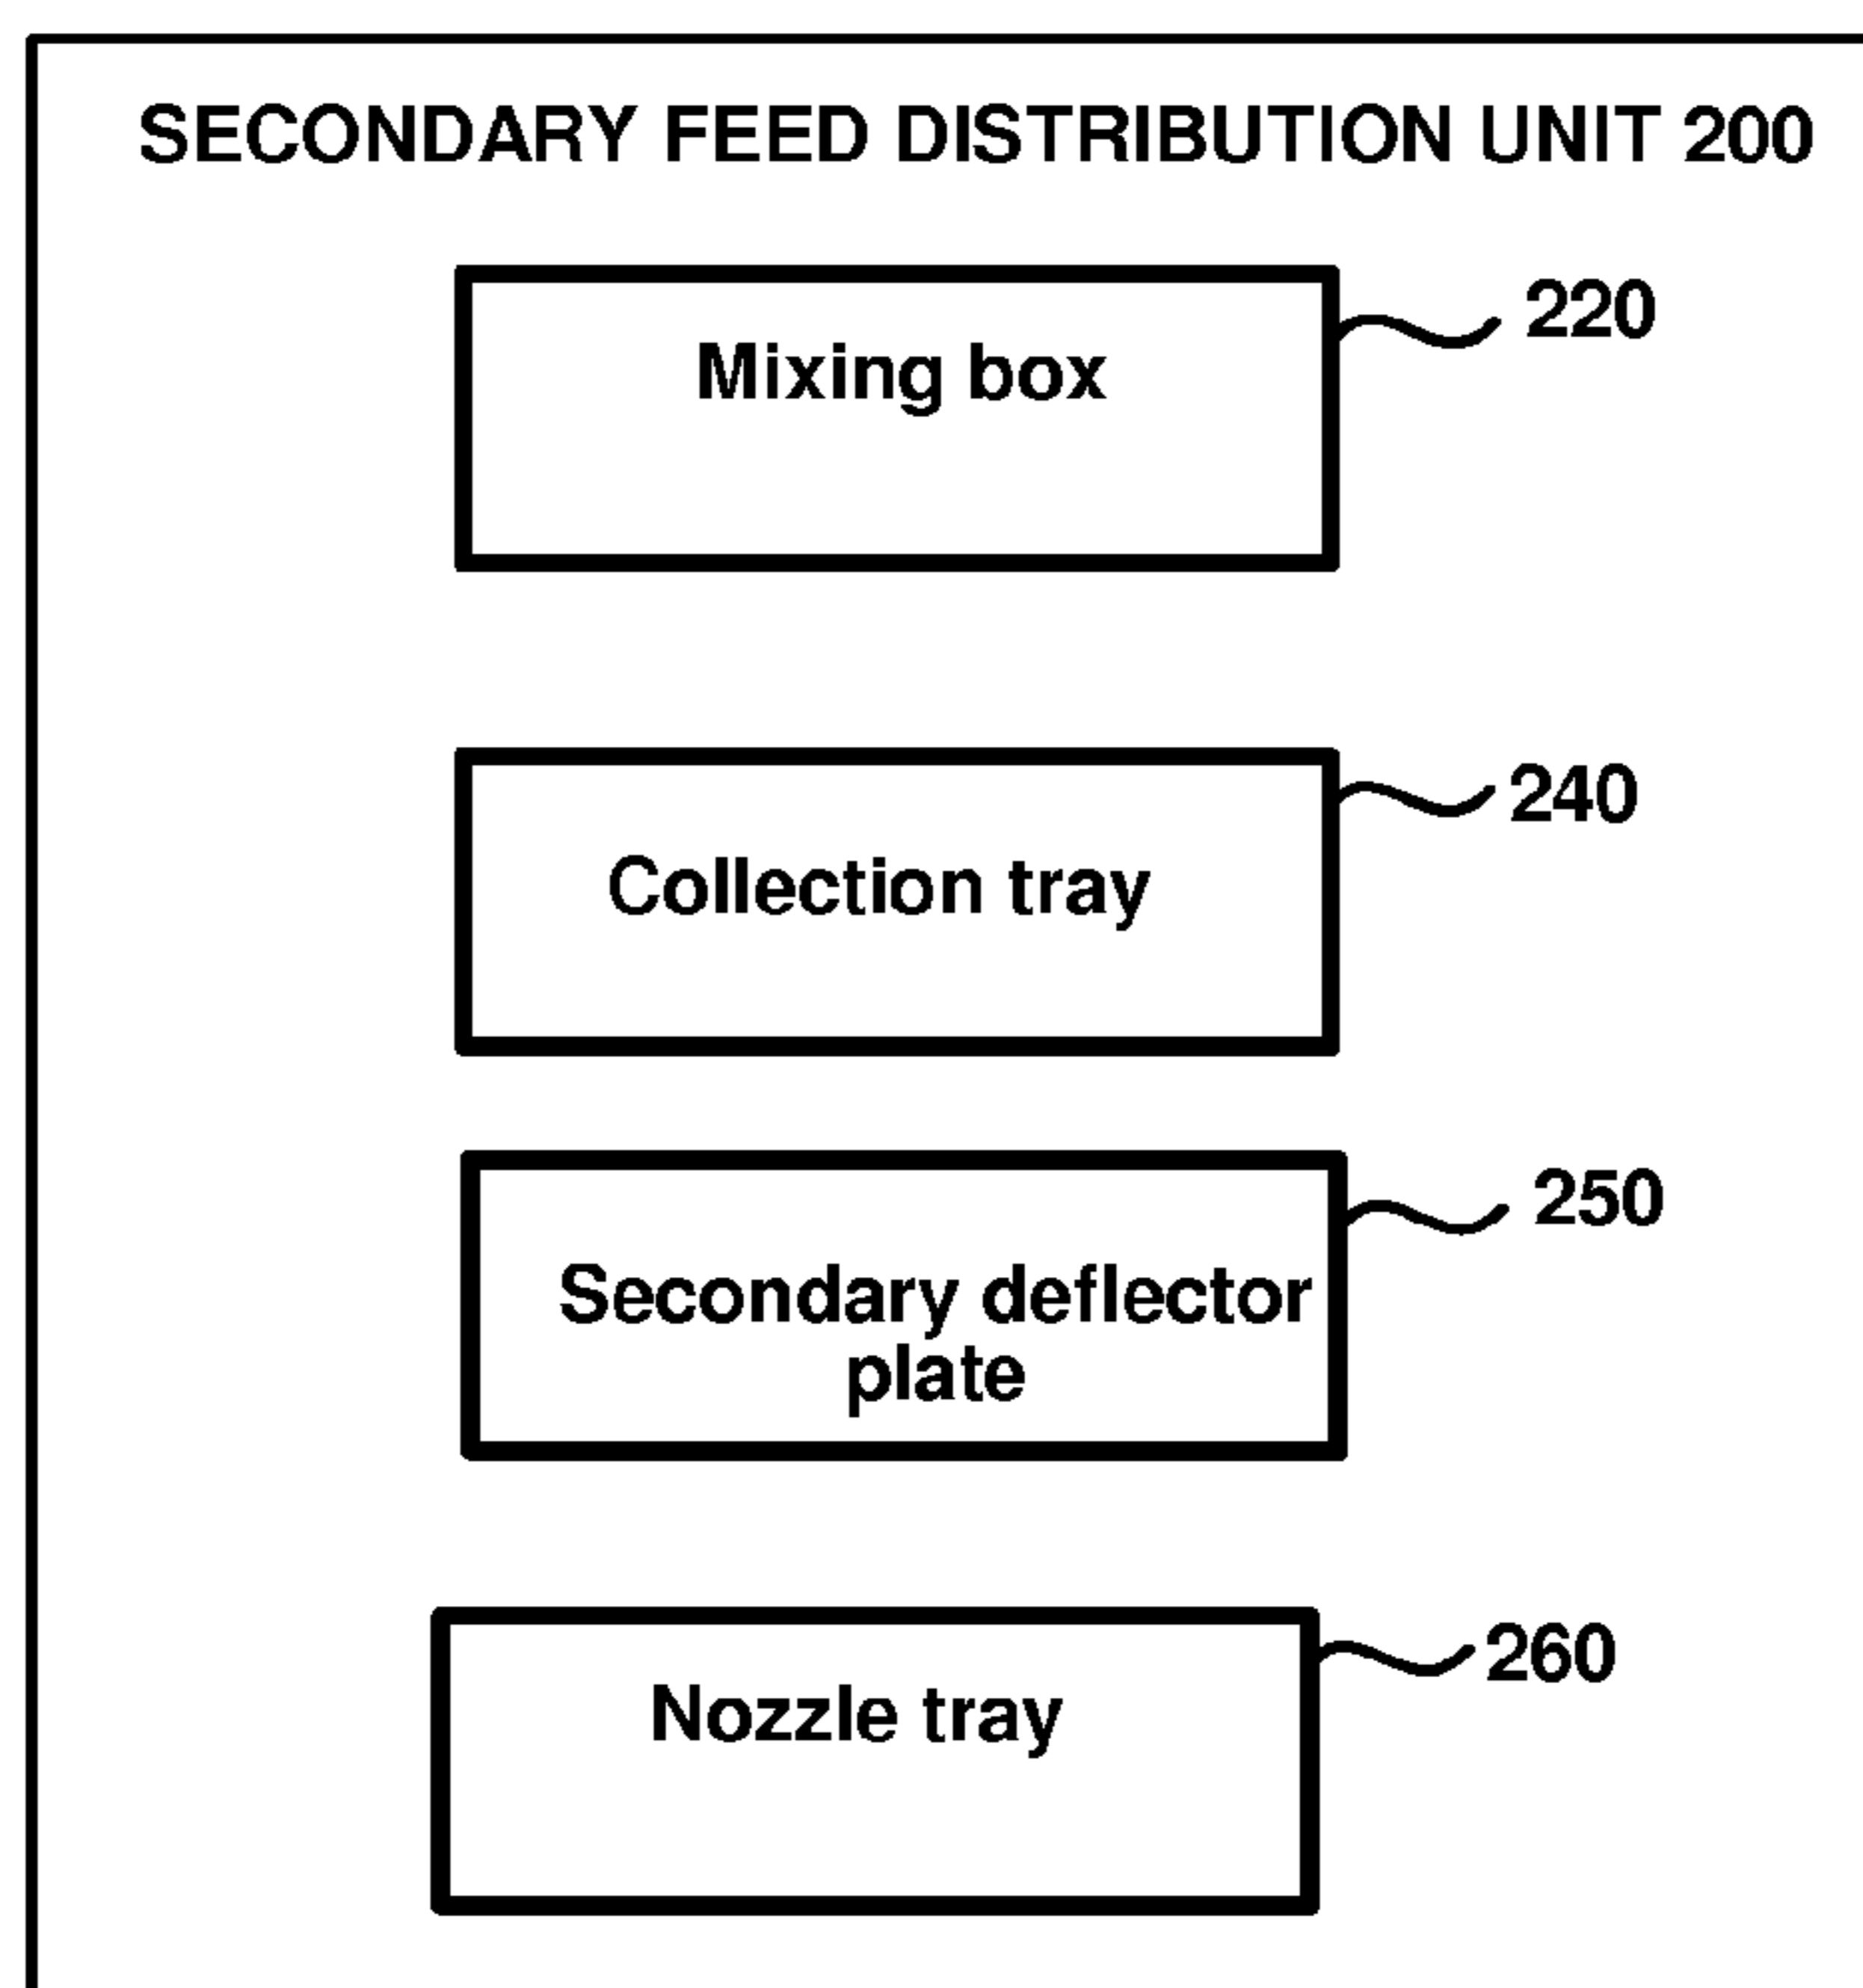 SECONDARY FEED DISTRIBUTION UNIT 200
220
Mixing box
240
Collection tray
250
Secondary deflector
plate
260
Nozzle tray